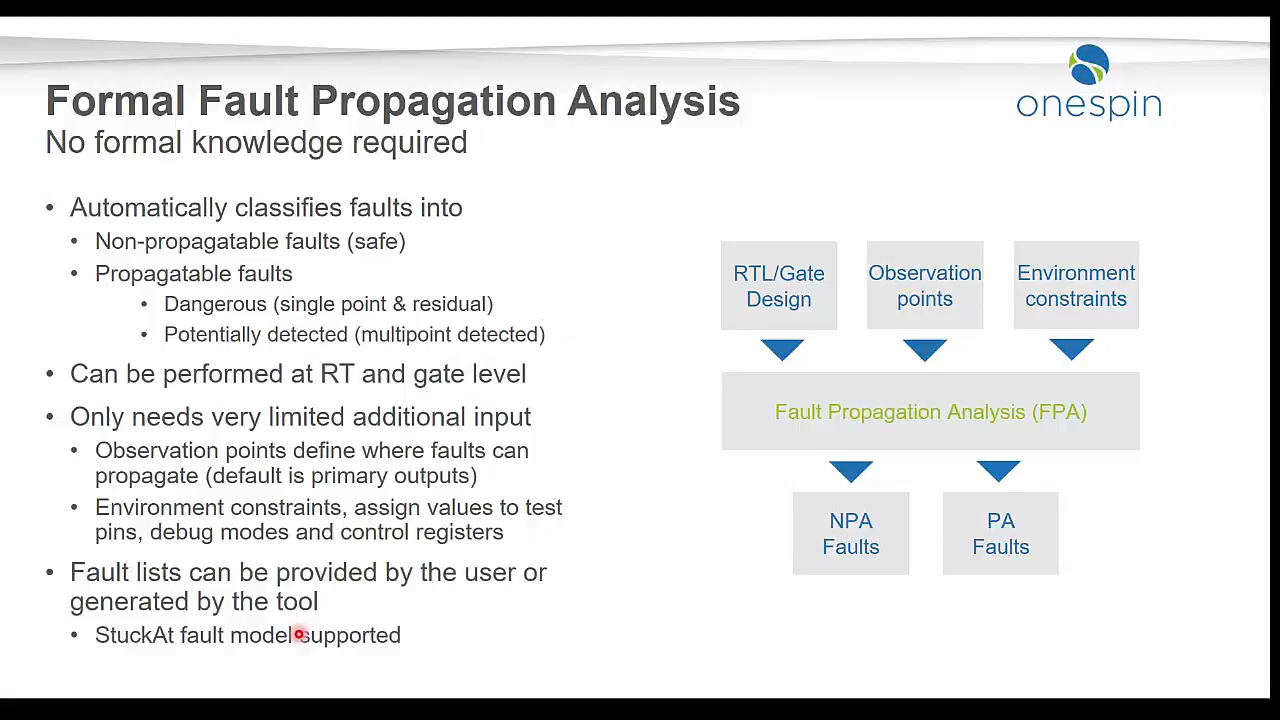 Formal Fault Propagation Analysis
No formal knowledge required
onespin
• Automatically classifies faults into
• Non-propagatable faults (safe)
• Propagatable faults
• Dangerous (single point & residual)
• Potentially detected (multipoint detected)
• Can be performed at RT and gate level
• Only needs very limited additional input
• Observation points define where faults can
propagate (default is primary outputs)
• Environment constraints, assign values to test
pins, debug modes and control registers
• Fault lists can be provided by the user or
generated by the tool
• StuckAt fault model supported
RTL/Gate
Design
Observation
points
Environment
constraints
Fault Propagation Analysis (FPA)
NPA
Faults
PA
Faults